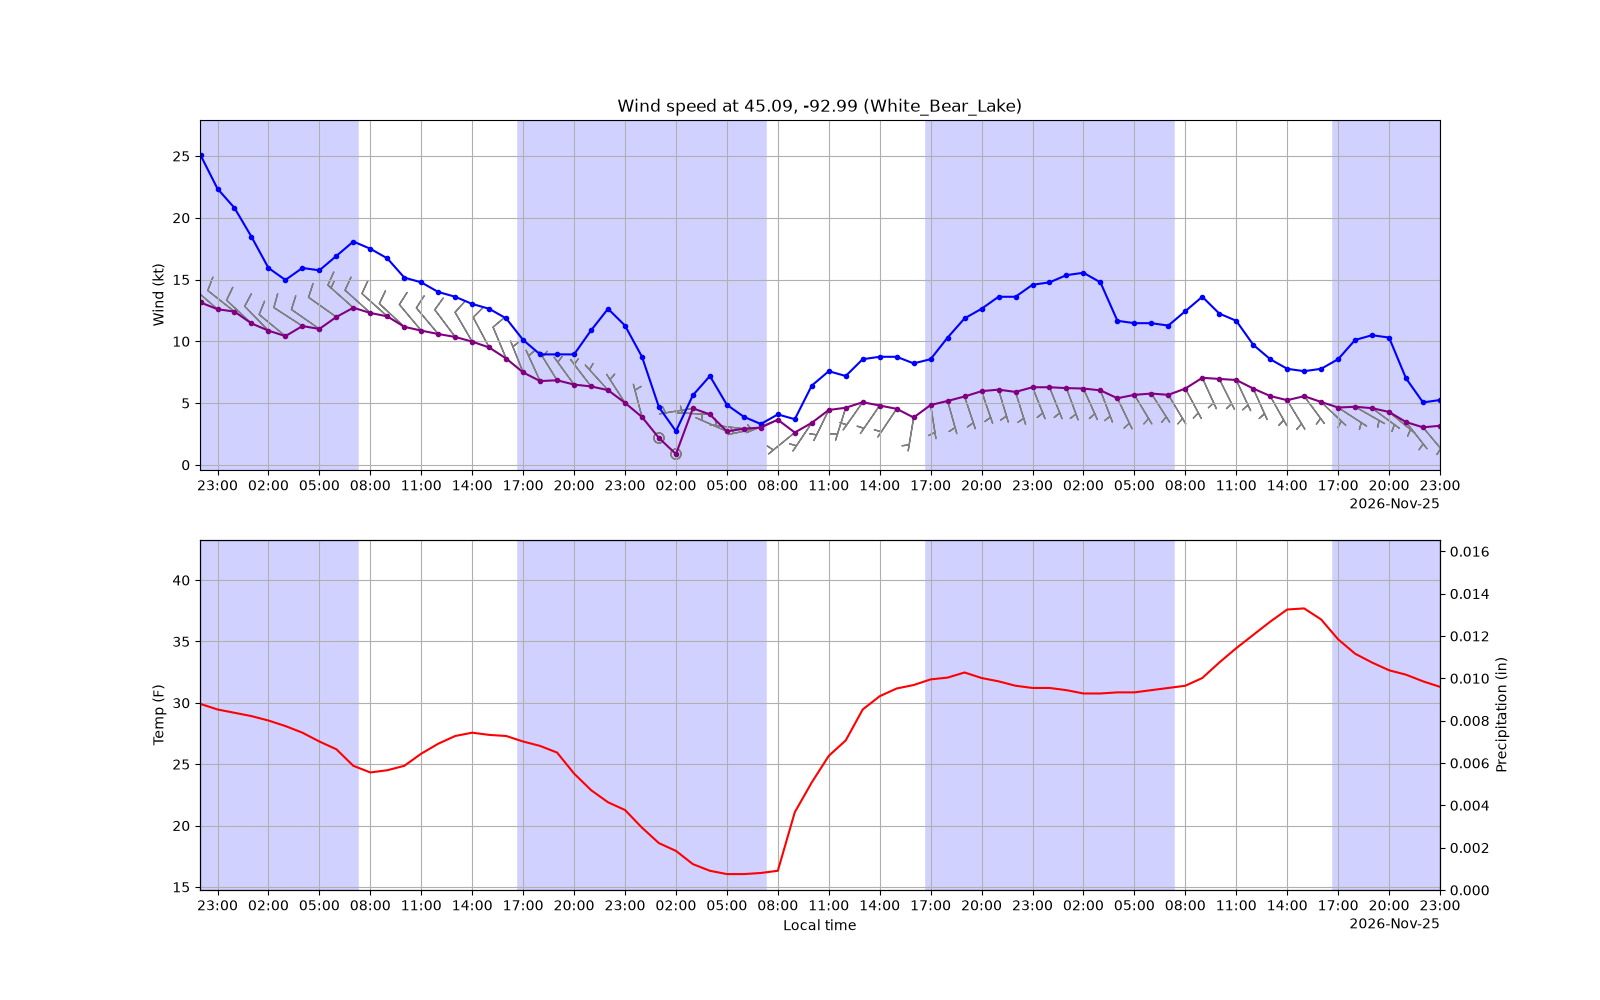 Wind speed at 45.09, -92.99 (White_Bear_Lake)
Wind (kt)
25
20
15
10
5
0
23:00 02:00 05:00 08:00 11:00 14:00 17:00 20:00 23:00 02:00 05:00 08:00 11:00 14:00 17:00 20:00 23:00 02:00 05:00 08:00 11:00 14:00 17:00 20:00 23:00
2026-Nov-25
Temp (F)
40
35
30
25
20
15
0.016
0.014
0.012
0.010
0.008
0.006
0.004
0.002
0.000
Precipitation (in)
23:00 02:00 05:00 08:00 11:00 14:00 17:00 20:00 23:00 02:00 05:00 08:00 11:00 14:00 17:00 20:00 23:00 02:00 05:00 08:00 11:00 14:00 17:00 20:00 23:00
Local time
2026-Nov-25